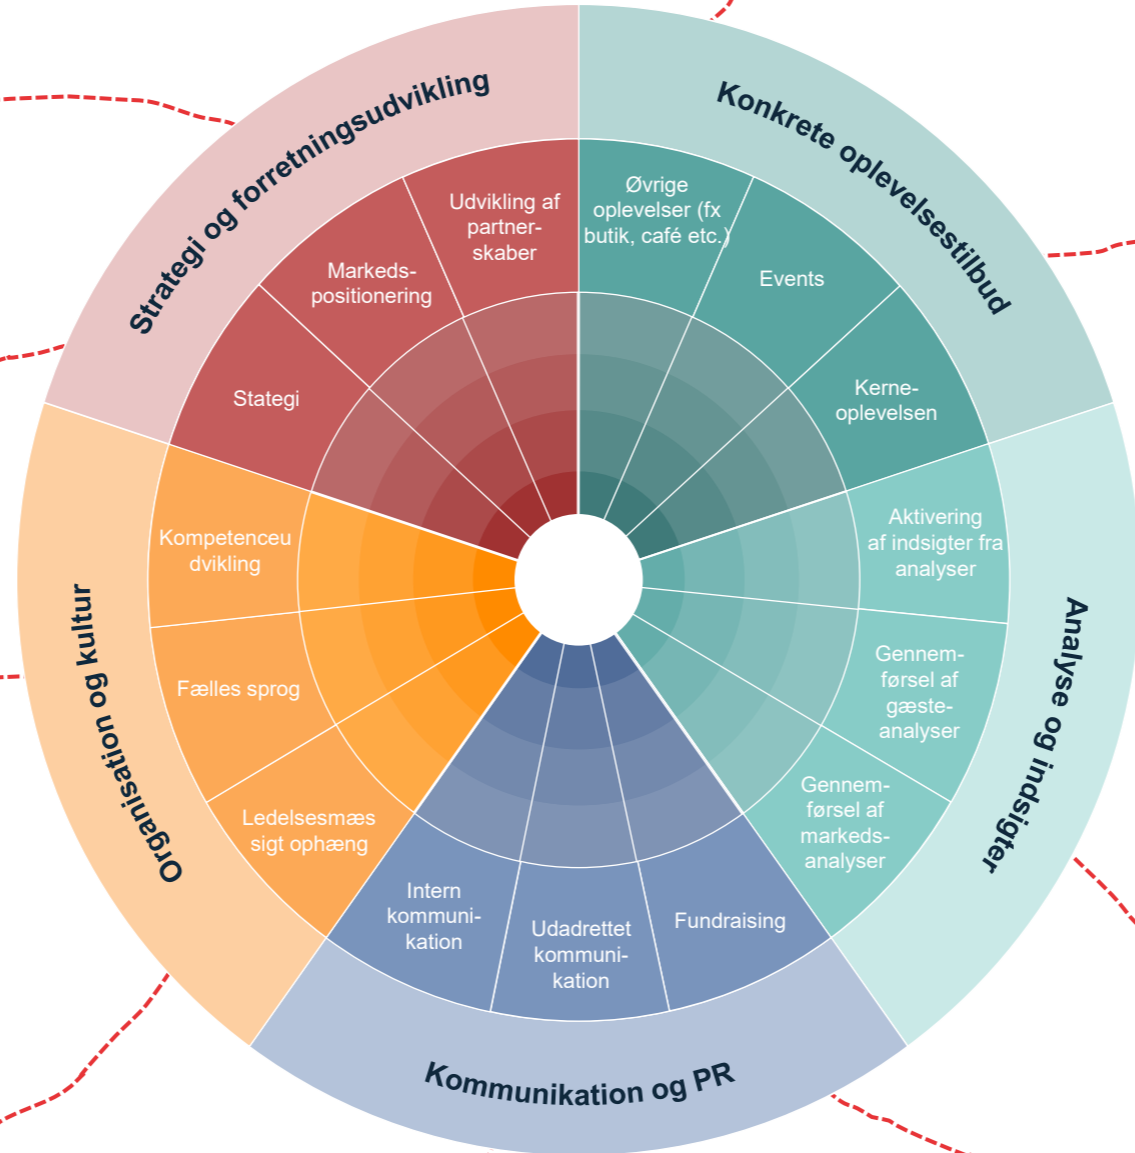 Strategi og forretningsudvikling
Konkrete oplevelsestilbud
Analyse og indsigter
Kommunikation og PR
Organisation og kultur
Udvikling af
partner-
skaber
Markeds-
positionering
Stategi
Øvrige
oplevelser (fx
butik, café etc.)
Events
Kerne-
oplevelsen
Aktivering
af indsigter fra
analyser
Gennem-
førsel af
gæste-
analyser
Gennem-
førsel af
markeds-
analyser
Fundraising
Udadrettet
kommuni-
kation
Intern
kommuni-
kation
Ledelsesmæs
sigt ophæng
Fælles sprog
Kompetenceu
dvikling